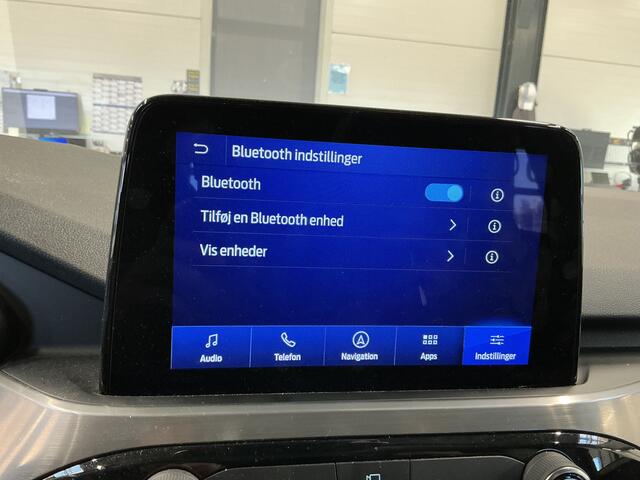 Bluetooth indstillinger
Bluetooth
Tilføj en Bluetooth enhed
Vis enheder
Audio
Telefon
Navigation
Apps
Indstillinger